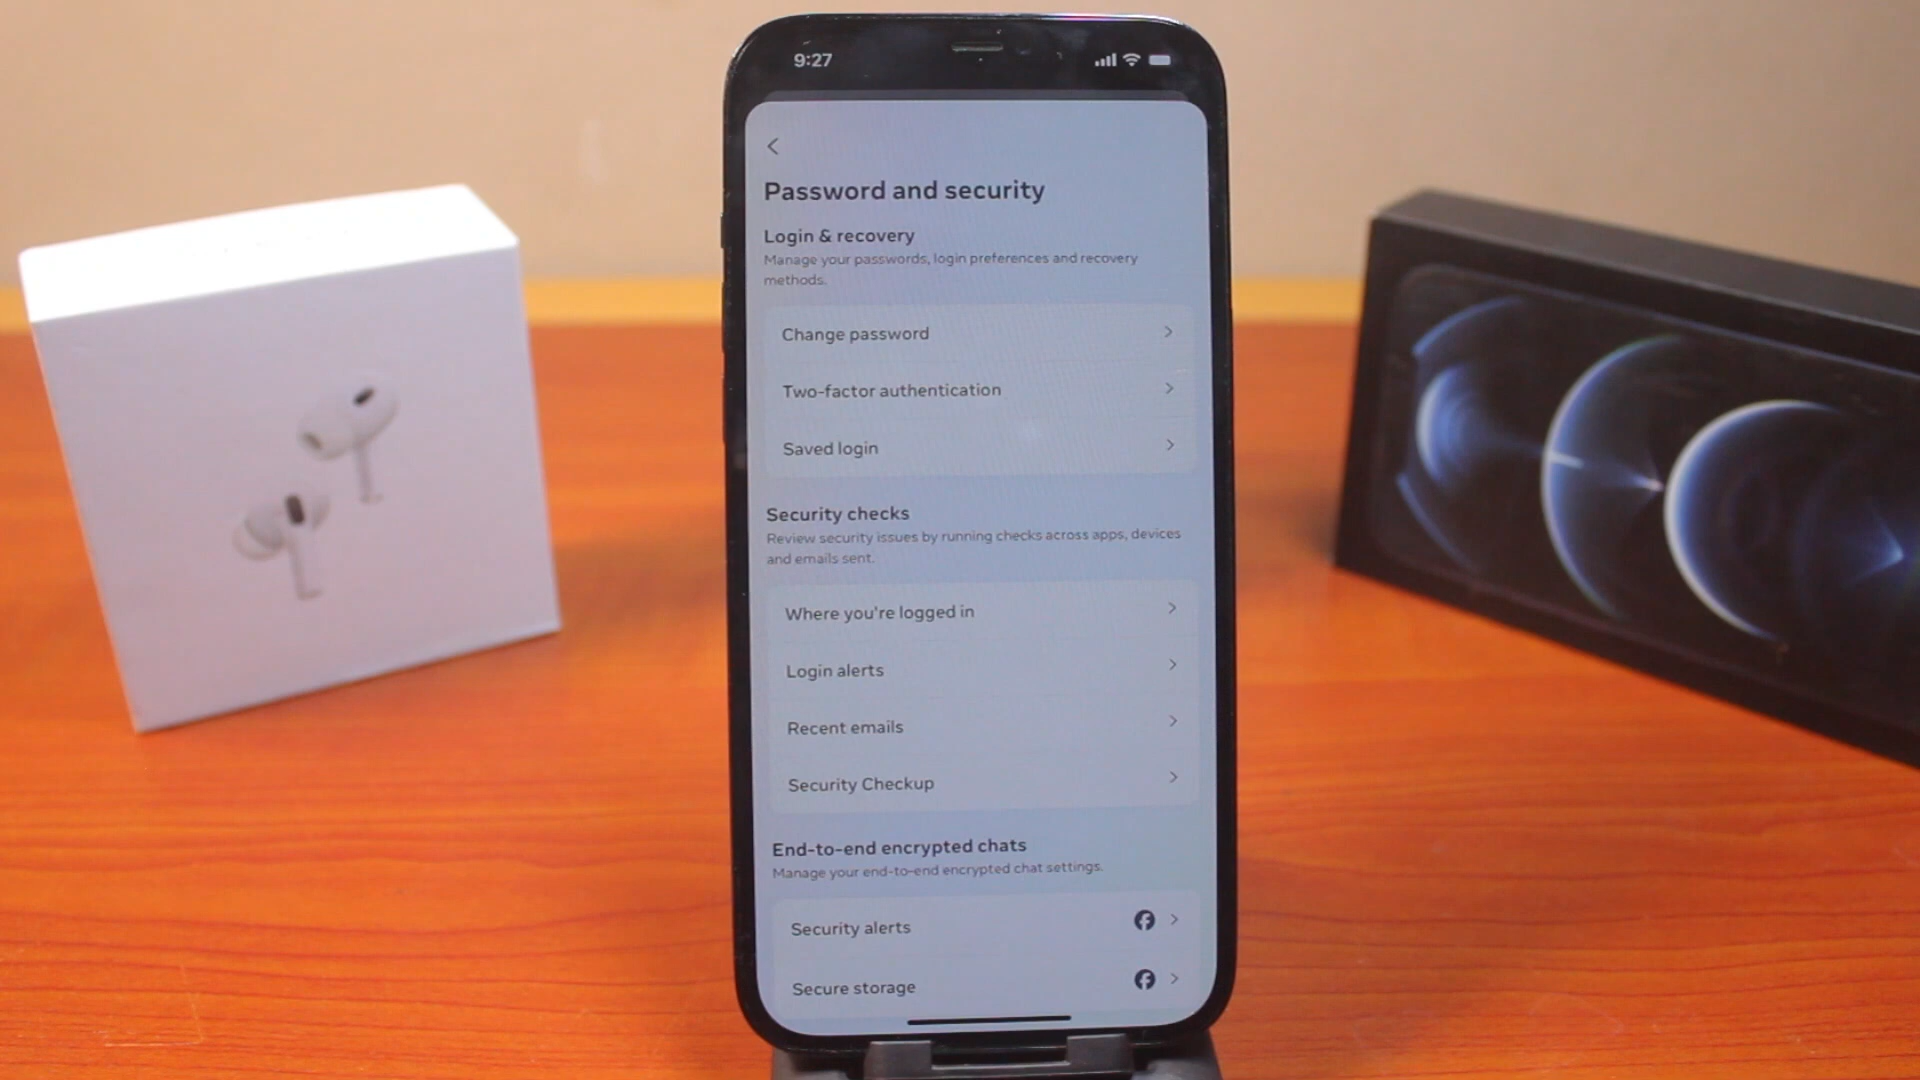 9:27
Password and security
Login & recovery
Manage your passwords, login preferences and recovery
methods.
Change password
Two-factor authentication
Saved login
Security checks
Review security issues by running checks across apps, devices
and emails sent.
Where you're logged in
Login alerts
Recent emails
Security Checkup
End-to-end encrypted chats
Manage your end-to-end encrypted chat settings.
Security alerts
Secure storage